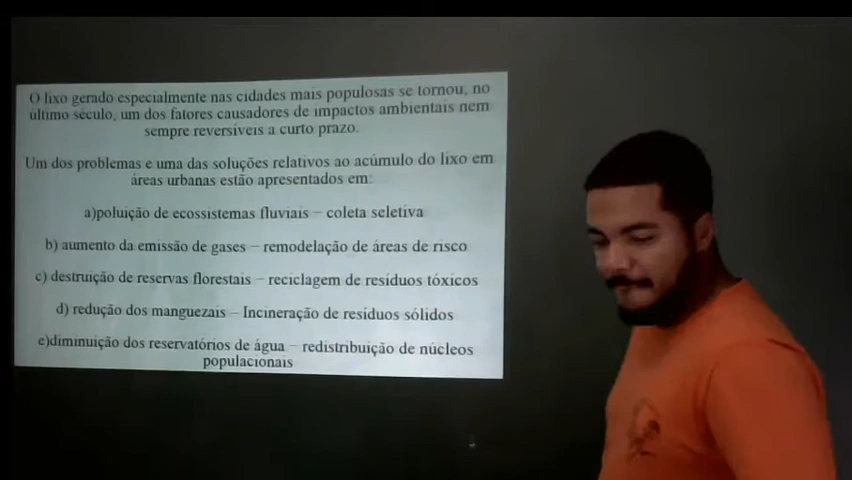 O lixo gerado especialmente nas cidades mais populosas se tornou, no
último século, um dos fatores causadores de impactos ambientais nem
sempre reversíveis a curto prazo.
Um dos problemas e uma das soluções relativos ao acúmulo do lixo em
áreas urbanas estão apresentados em:
a)poluição de ecossistemas fluviais – coleta seletiva
b) aumento da emissão de gases – remodelação de áreas de risco
c) destruição de reservas florestais – reciclagem de resíduos tóxicos
d) redução dos manguezais – Incineração de resíduos sólidos
e)diminuição dos reservatórios de água – redistribuição de núcleos
populacionais